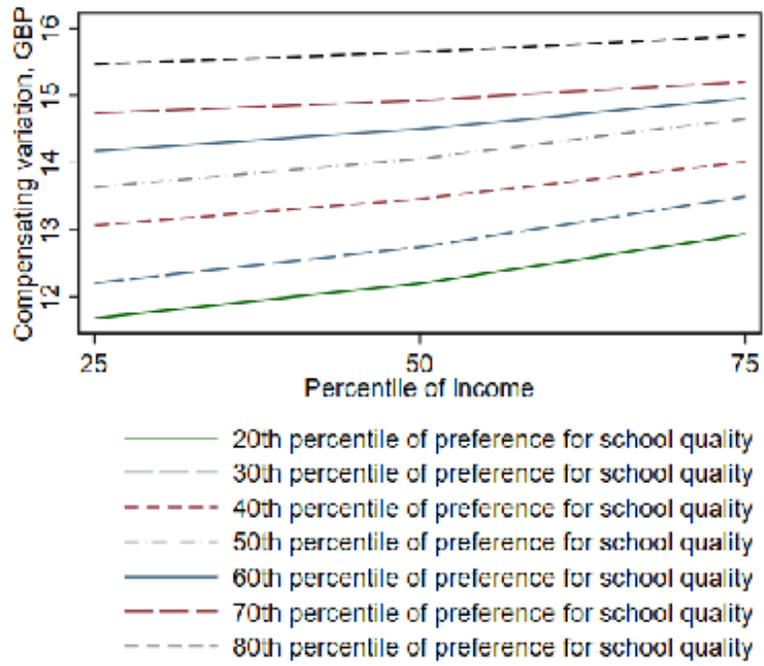 Compensating variation, GBP
16
15
14
13
12
25 50 75
Percentile of Income
20th percentile of preference for school quality
30th percentile of preference for school quality
40th percentile of preference for school quality
50th percentile of preference for school quality
60th percentile of preference for school quality
70th percentile of preference for school quality
80th percentile of preference for school quality